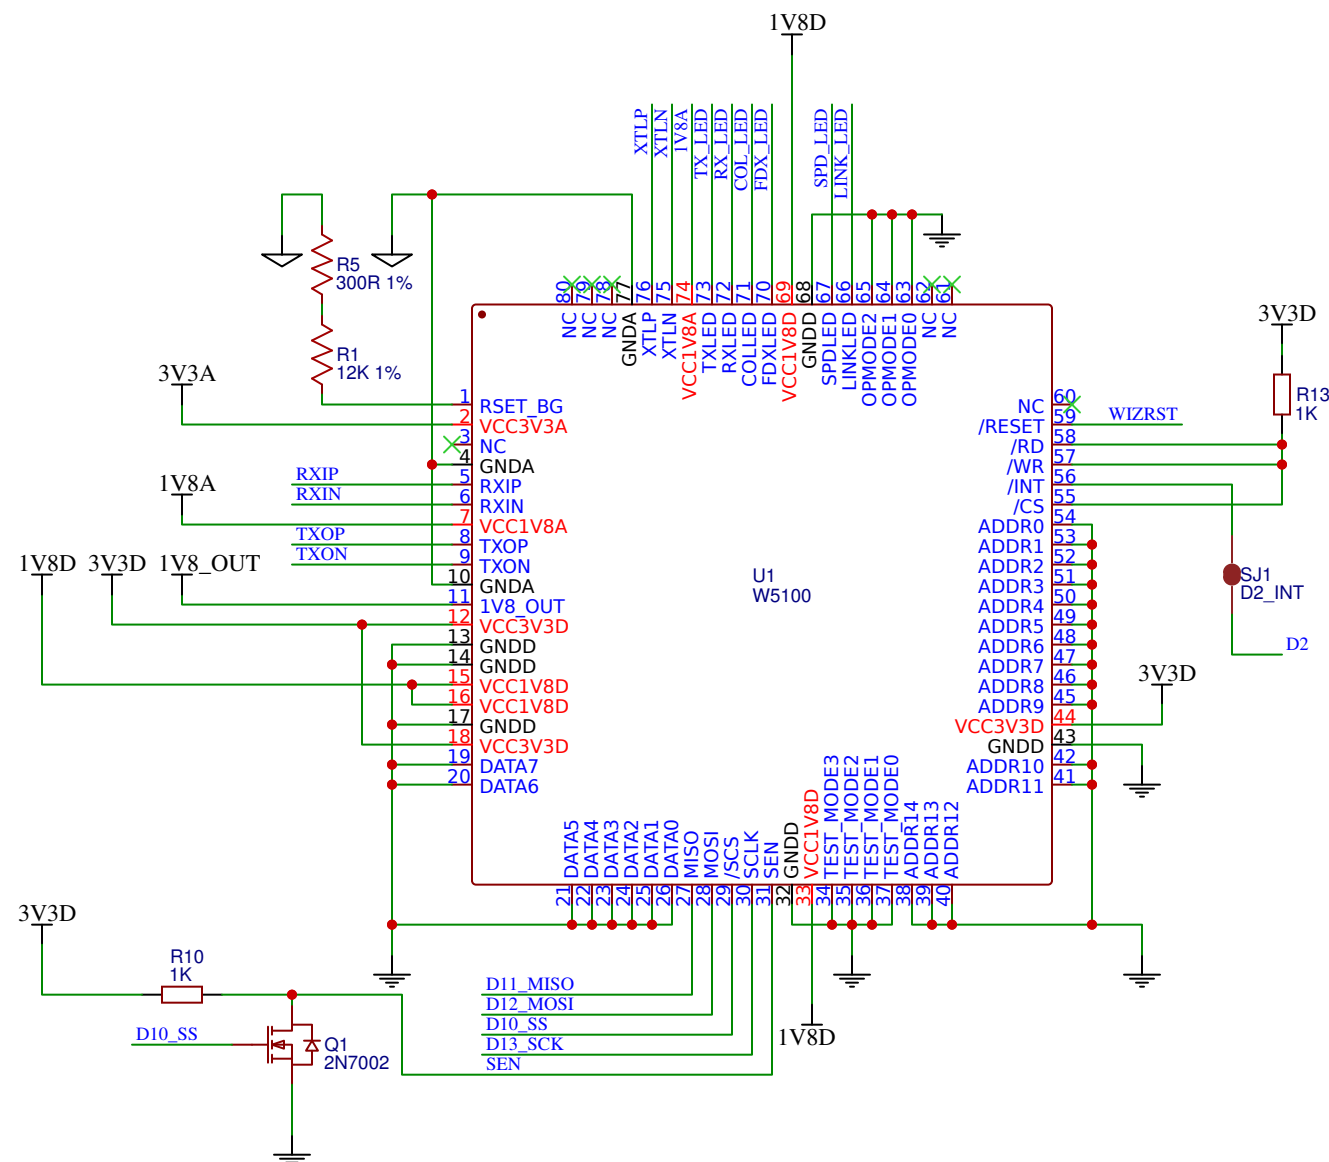 1V8D
XTLP
XTLN
1V8A
TX_LED
RX_LED
COL_LED
FDX_LED
SPD_LED
LINK_LED
R5
300R 1%
R1
12K 1%
80
79
78
77
76
75
74
73
72
71
70
69
68
67
66
65
64
63
62
61
NC
NC
NC
GNDA
XTLP
XTLN
VCC1V8A
TXLED
RXLED
COLLED
FDXLED
VCC1V8D
GNDD
SPDLED
LINKLED
OPMODE2
OPMODE1
OPMODE0
NC
NC
3V3A
1V8A
1V8D
3V3D
1V8_OUT
RXIP
RXIN
TXOP
TXON
1 RSET_BG
2 VCC3V3A
3 NC
4 GNDA
5 RXIP
6 RXIN
7 VCC1V8A
8 TXOP
9 TXON
10 GNDA
11 1V8_OUT
12 VCC3V3D
13 GNDD
14 GNDD
15 VCC1V8D
16 VCC1V8D
17 GNDD
18 VCC3V3D
19 DATA7
20 DATA6
U1
W5100
NC 60
/RESET 59
/RD 58
/WR 57
/INT 56
/CS 55
ADDR0 54
ADDR1 53
ADDR2 52
ADDR3 51
ADDR4 50
ADDR5 49
ADDR6 48
ADDR7 47
ADDR8 46
ADDR9 45
VCC3V3D 44
GNDD 43
ADDR10 42
ADDR11 41
WIZRST
3V3D
R13
1K
SJ1
D2_INT
D2
3V3D
DATA5
DATA4
DATA3
DATA2
DATA1
DATA0
MISO
MOSI
/SCS
SCLK
SEN
GNDD
VCC1V8D
TEST_MODE3
TEST_MODE2
TEST_MODE1
TEST_MODE0
ADDR14
ADDR13
ADDR12
21
22
23
24
25
26
27
28
29
30
31
32
33
34
35
36
37
38
39
40
3V3D
R10
1K
D10_SS
Q1
2N7002
D11_MISO
D12_MOSI
D10_SS
D13_SCK
SEN
1V8D